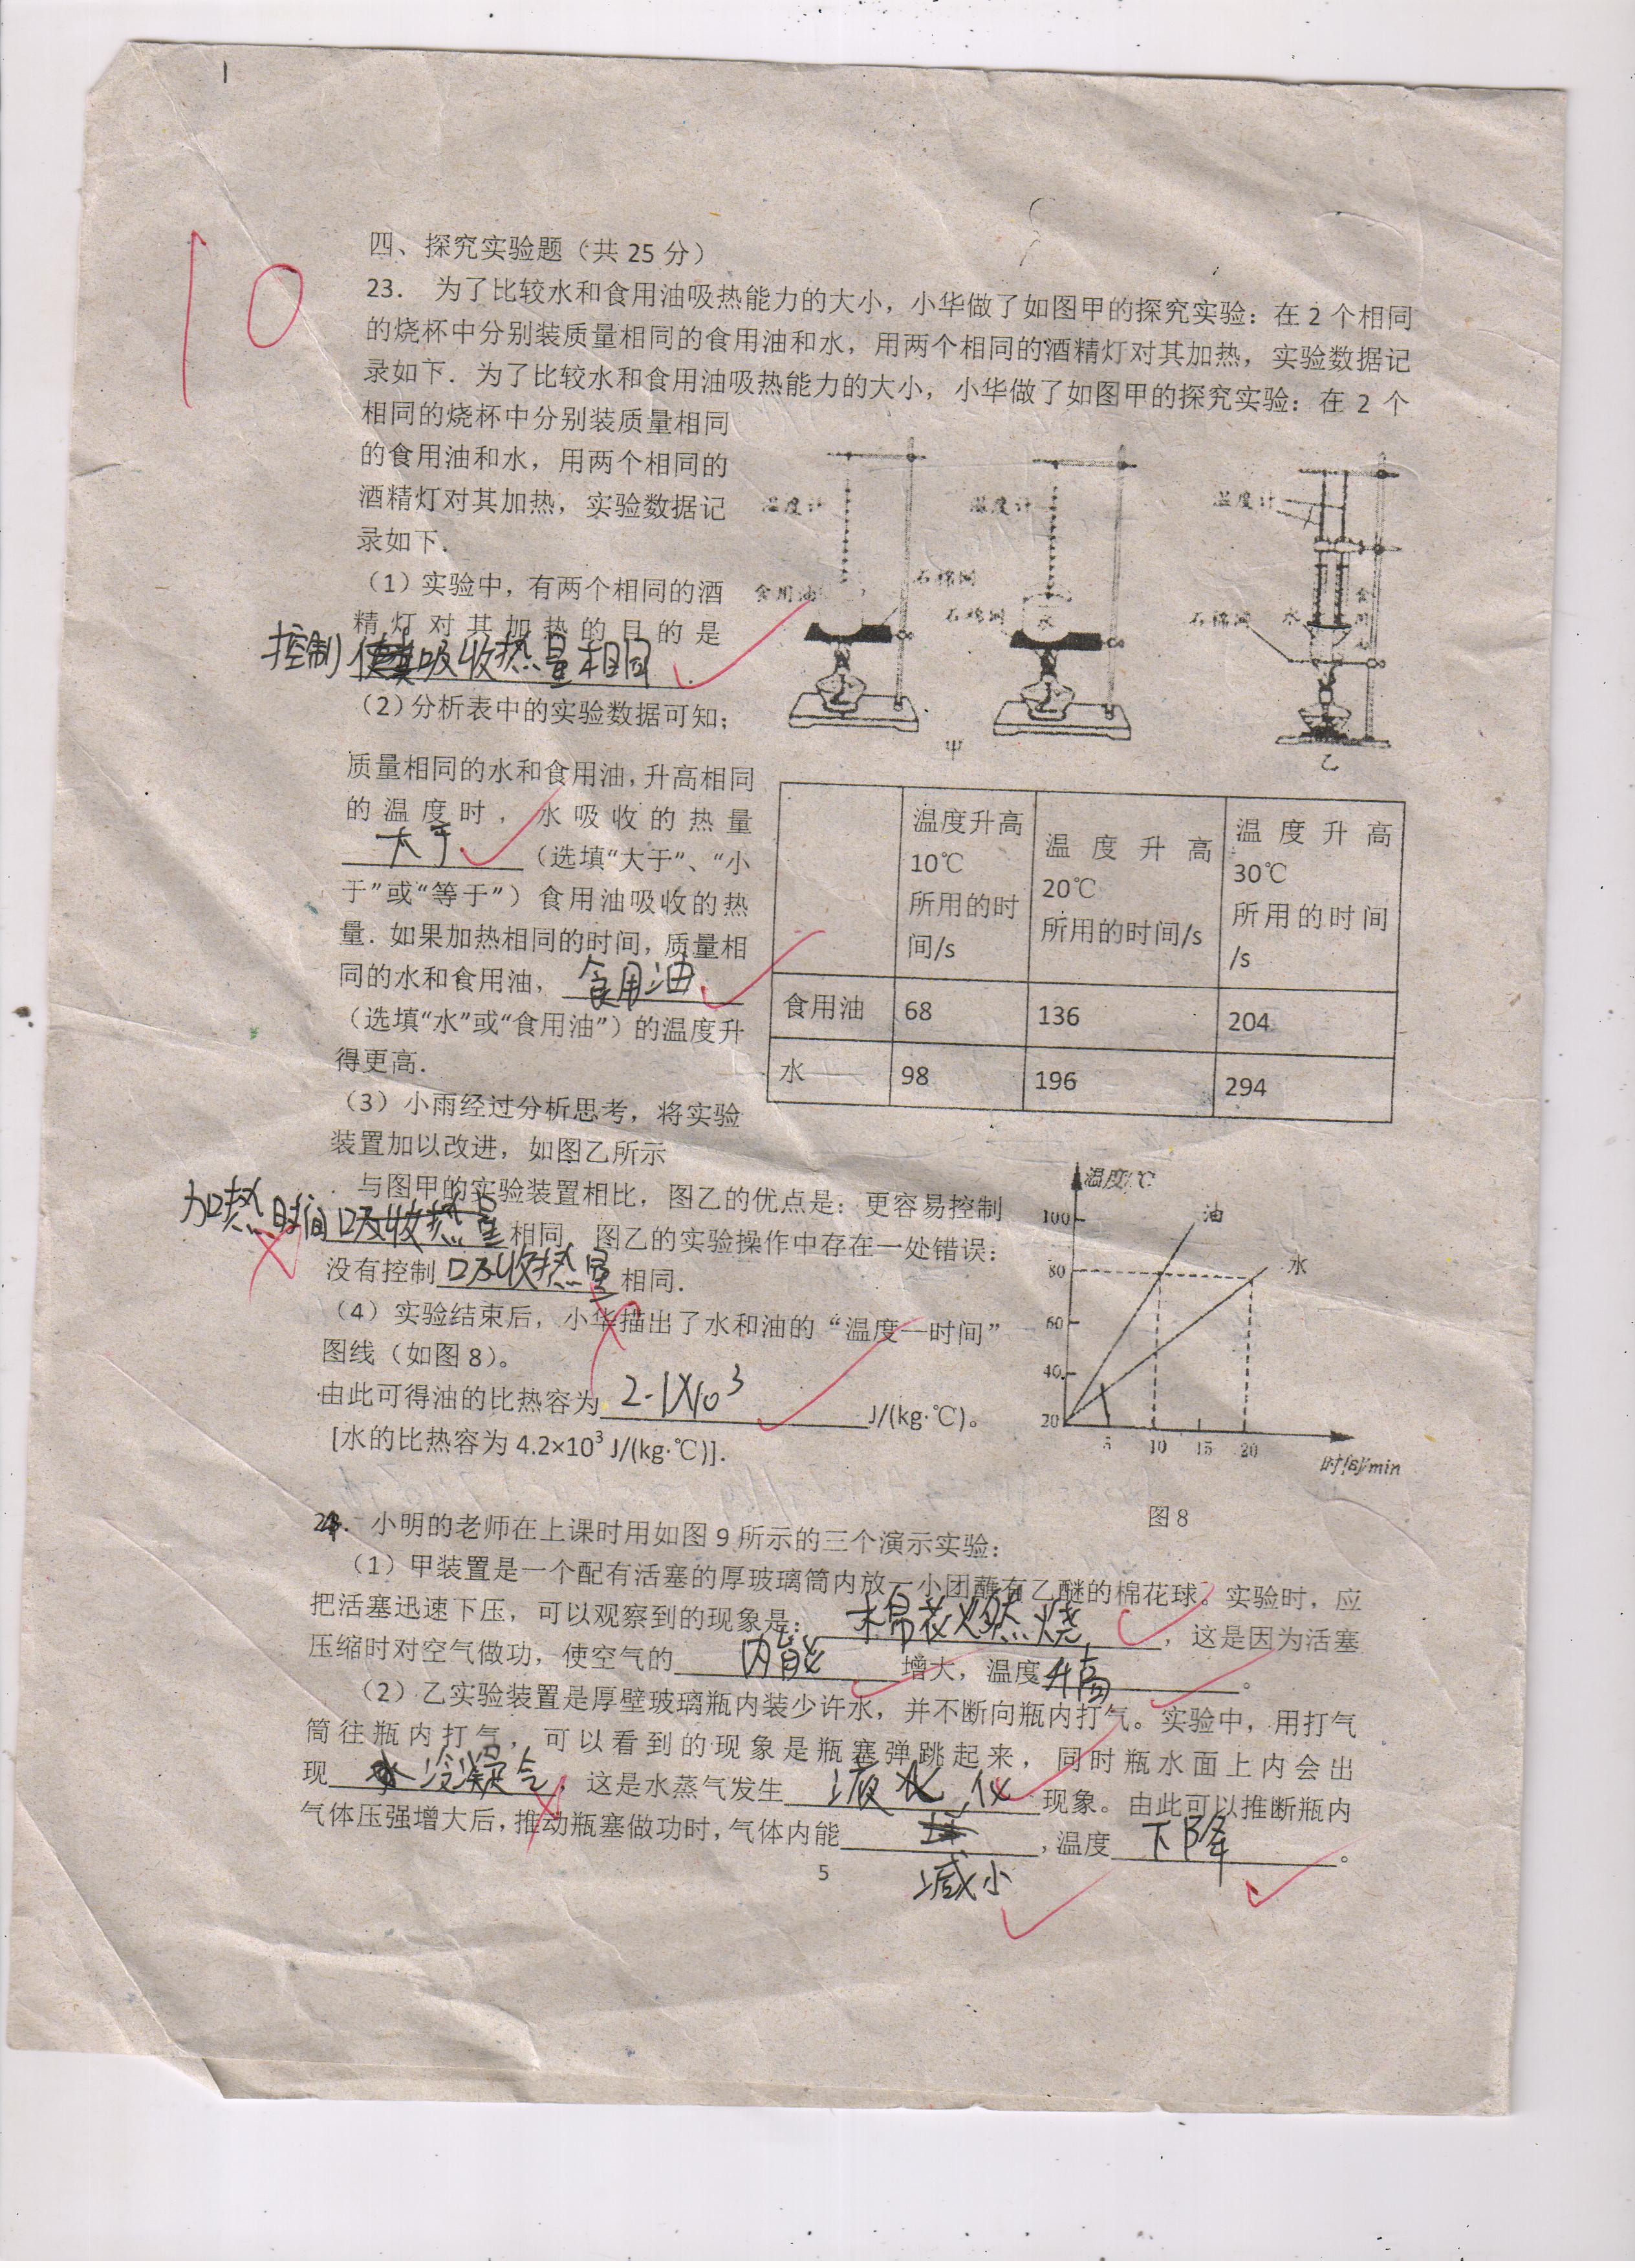 1
10
四、探究实验题（共 25 分）
23． 为了比较水和食用油吸热能力的大小，小华做了如图甲的探究实验：在 2 个相同
的烧杯中分别装质量相同的食用油和水，用两个相同的酒精灯对其加热，实验数据记
录如下．为了比较水和食用油吸热能力的大小，小华做了如图甲的探究实验：在 2 个
相同的烧杯中分别装质量相同
的食用油和水，用两个相同的
酒精灯对其加热，实验数据记
录如下．
（1）实验中，有两个相同的酒
精灯对其加热的目的是
控制使其吸收热量相同．
（2）分析表中的实验数据可知；
质量相同的水和食用油，升高相同
的温度时，水吸收的热量
大于（选填“大于”、“小
于”或“等于”）食用油吸收的热
量．如果加热相同的时间，质量相
同的水和食用油，食用油
（选填“水”或“食用油”）的温度升
得更高．
（3）小雨经过分析思考，将实验
装置加以改进，如图乙所示
温度计 温度计 温度计
食用油 石棉网 石棉网 水 石棉网 水
甲 乙
温度升高 10℃ 所用的时间/s 温度升高 20℃ 所用的时间/s 温度升高 30℃ 所用的时间/s
食用油 68 136 204
水 98 196 294
与图甲的实验装置相比，图乙的优点是：更容易控制
加热时间吸收热量相同，图乙的实验操作中存在一处错误：
没有控制吸收热量相同．
（4）实验结束后，小华描出了水和油的“温度—时间”
图线（如图 8）。
由此可得油的比热容为2.1×10³J/(kg·℃)。
[水的比热容为 4.2×10³ J/(kg·℃)]．
温度/℃
100 油
80 水
60
40
20
5 10 15 20
时间/min
图 8
24． 小明的老师在上课时用如图 9 所示的三个演示实验：
（1）甲装置是一个配有活塞的厚玻璃筒内放一小团蘸有乙醚的棉花球。实验时，应
把活塞迅速下压，可以观察到的现象是：棉花燃烧，这是因为活塞
压缩时对空气做功，使空气的内能增大，温度升高。
（2）乙实验装置是厚壁玻璃瓶内装少许水，并不断向瓶内打气。实验中，用打气
筒往瓶内打气，可以看到的现象是瓶塞弹跳起来，同时瓶水面上内会出
现冷凝气，这是水蒸气发生液化现象。由此可以推断瓶内
气体压强增大后，推动瓶塞做功时，气体内能减小，温度下降。
5